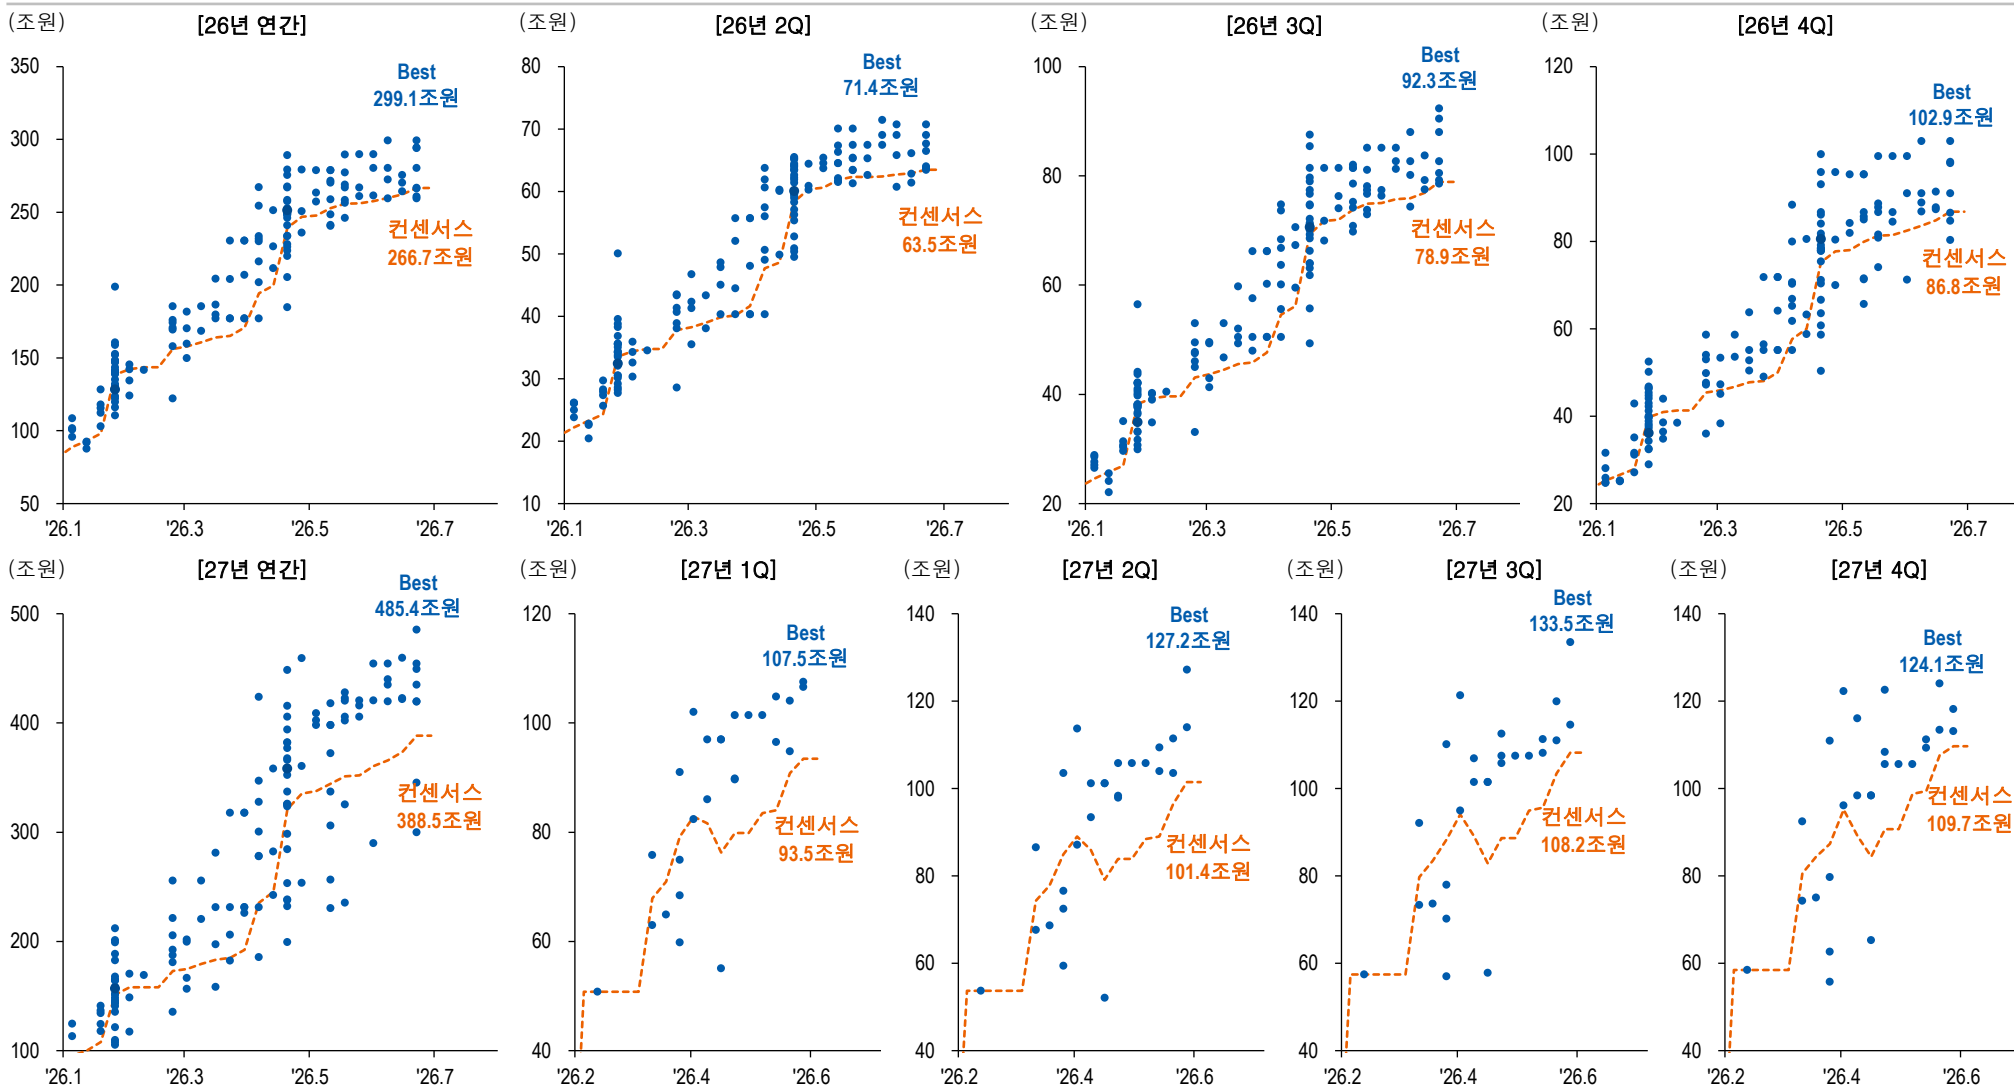 (조원)
[26년 연간]
350
300
250
200
150
100
50
'26.1
'26.3
'26.5
'26.7
Best
299.1조원
컨센서스
266.7조원
(조원)
[26년 2Q]
80
70
60
50
40
30
20
10
'26.1
'26.3
'26.5
'26.7
Best
71.4조원
컨센서스
63.5조원
(조원)
[26년 3Q]
100
80
60
40
20
'26.1
'26.3
'26.5
'26.7
Best
92.3조원
컨센서스
78.9조원
(조원)
[26년 4Q]
120
100
80
60
40
20
'26.1
'26.3
'26.5
'26.7
Best
102.9조원
컨센서스
86.8조원
(조원)
[27년 연간]
500
400
300
200
100
'26.1
'26.3
'26.5
'26.7
Best
485.4조원
컨센서스
388.5조원
(조원)
[27년 1Q]
120
100
80
60
40
'26.2
'26.4
'26.6
Best
107.5조원
컨센서스
93.5조원
(조원)
[27년 2Q]
140
120
100
80
60
40
'26.2
'26.4
'26.6
Best
127.2조원
컨센서스
101.4조원
(조원)
[27년 3Q]
140
120
100
80
60
40
'26.2
'26.4
'26.6
Best
133.5조원
컨센서스
108.2조원
(조원)
[27년 4Q]
140
120
100
80
60
40
'26.2
'26.4
'26.6
Best
124.1조원
컨센서스
109.7조원